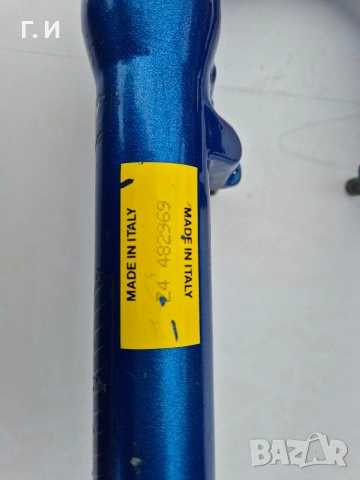 Г.И
MADE IN ITALY
24 482969
MADE IN ITALY
BAZAR